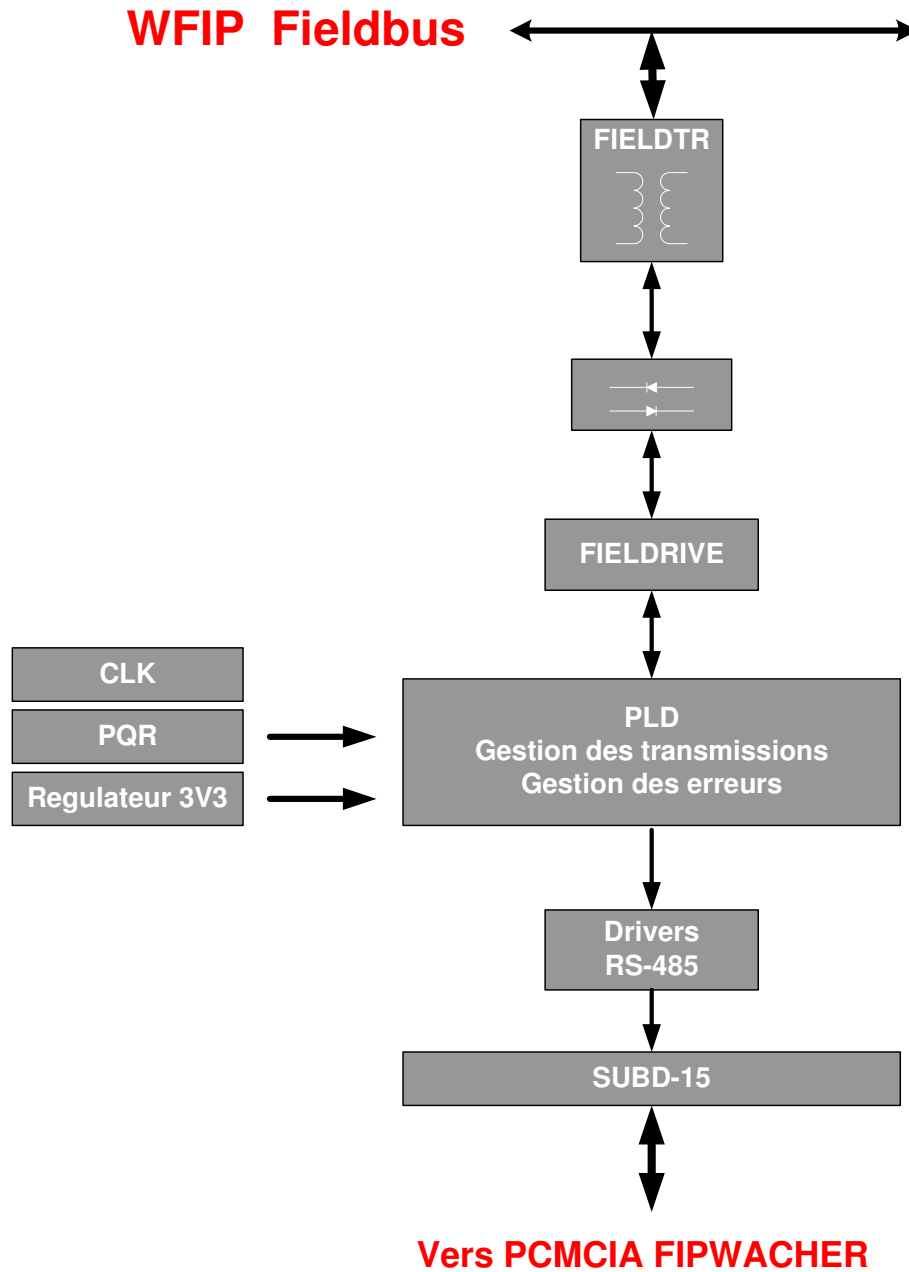 WFIP Fieldbus
FIELDTR
FIELDRIVE
CLK
PQR
Regulateur 3V3
PLD
Gestion des transmissions
Gestion des erreurs
Drivers
RS-485
SUBD-15
Vers PCMCIA FIPWACHER